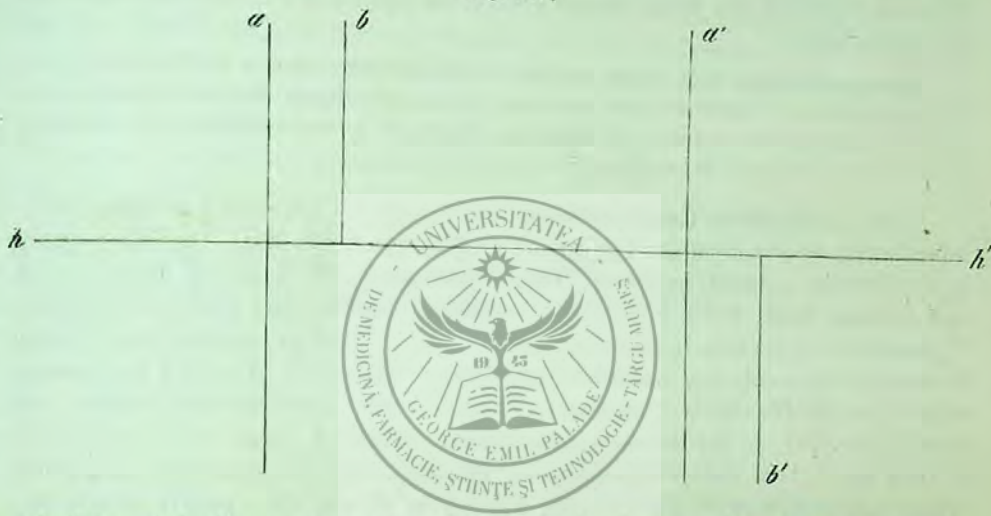 a b a'
h h'
b'
UNIVERSITATEA
DE MEDICINĂ, FARMACIE, ȘTIINȚE ȘI TEHNOLOGIE - TÂRGU MUREȘ
19 45
GEORGE EMIL PALADE